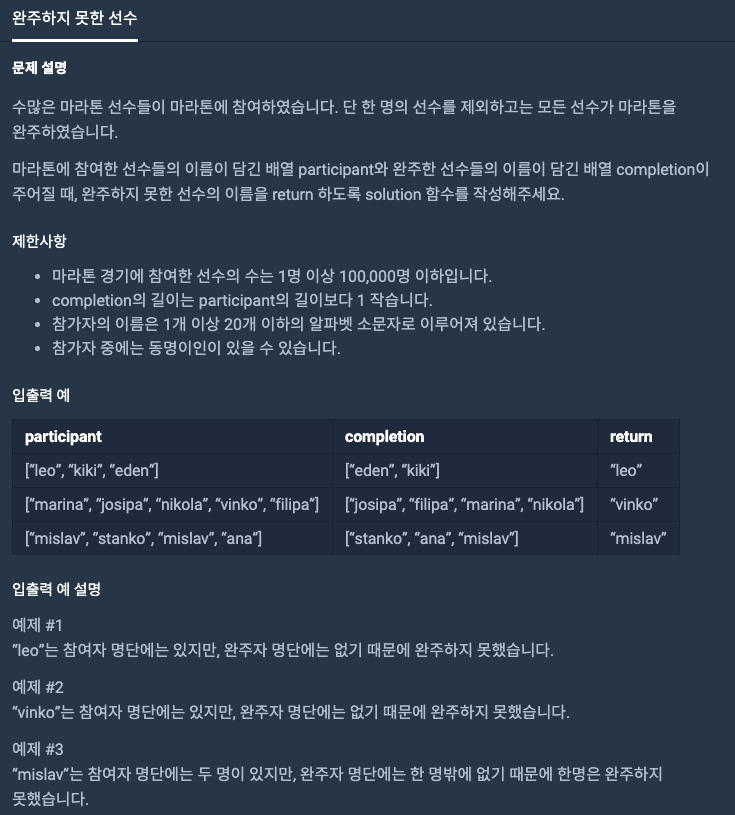 완주하지 못한 선수
문제 설명
수많은 마라톤 선수들이 마라톤에 참여하였습니다. 단 한 명의 선수를 제외하고는 모든 선수가 마라톤을
완주하였습니다.
마라톤에 참여한 선수들의 이름이 담긴 배열 participant와 완주한 선수들의 이름이 담긴 배열 completion이
주어질 때, 완주하지 못한 선수의 이름을 return 하도록 solution 함수를 작성해주세요.
제한사항
• 마라톤 경기에 참여한 선수의 수는 1명 이상 100,000명 이하입니다.
• completion의 길이는 participant의 길이보다 1 작습니다.
• 참가자의 이름은 1개 이상 20개 이하의 알파벳 소문자로 이루어져 있습니다.
• 참가자 중에는 동명이인이 있을 수 있습니다.
입출력 예
participant completion return
[“leo”, “kiki”, “eden”] [“eden”, “kiki”] “leo”
[“marina”, “josipa”, “nikola”, “vinko”, “filipa”] [“josipa”, “filipa”, “marina”, “nikola”] “vinko”
[“mislav”, “stanko”, “mislav”, “ana”] [“stanko”, “ana”, “mislav”] “mislav”
입출력 예 설명
예제 #1
“leo”는 참여자 명단에는 있지만, 완주자 명단에는 없기 때문에 완주하지 못했습니다.
예제 #2
“vinko”는 참여자 명단에는 있지만, 완주자 명단에는 없기 때문에 완주하지 못했습니다.
예제 #3
“mislav”는 참여자 명단에는 두 명이 있지만, 완주자 명단에는 한 명밖에 없기 때문에 한명은 완주하지
못했습니다.